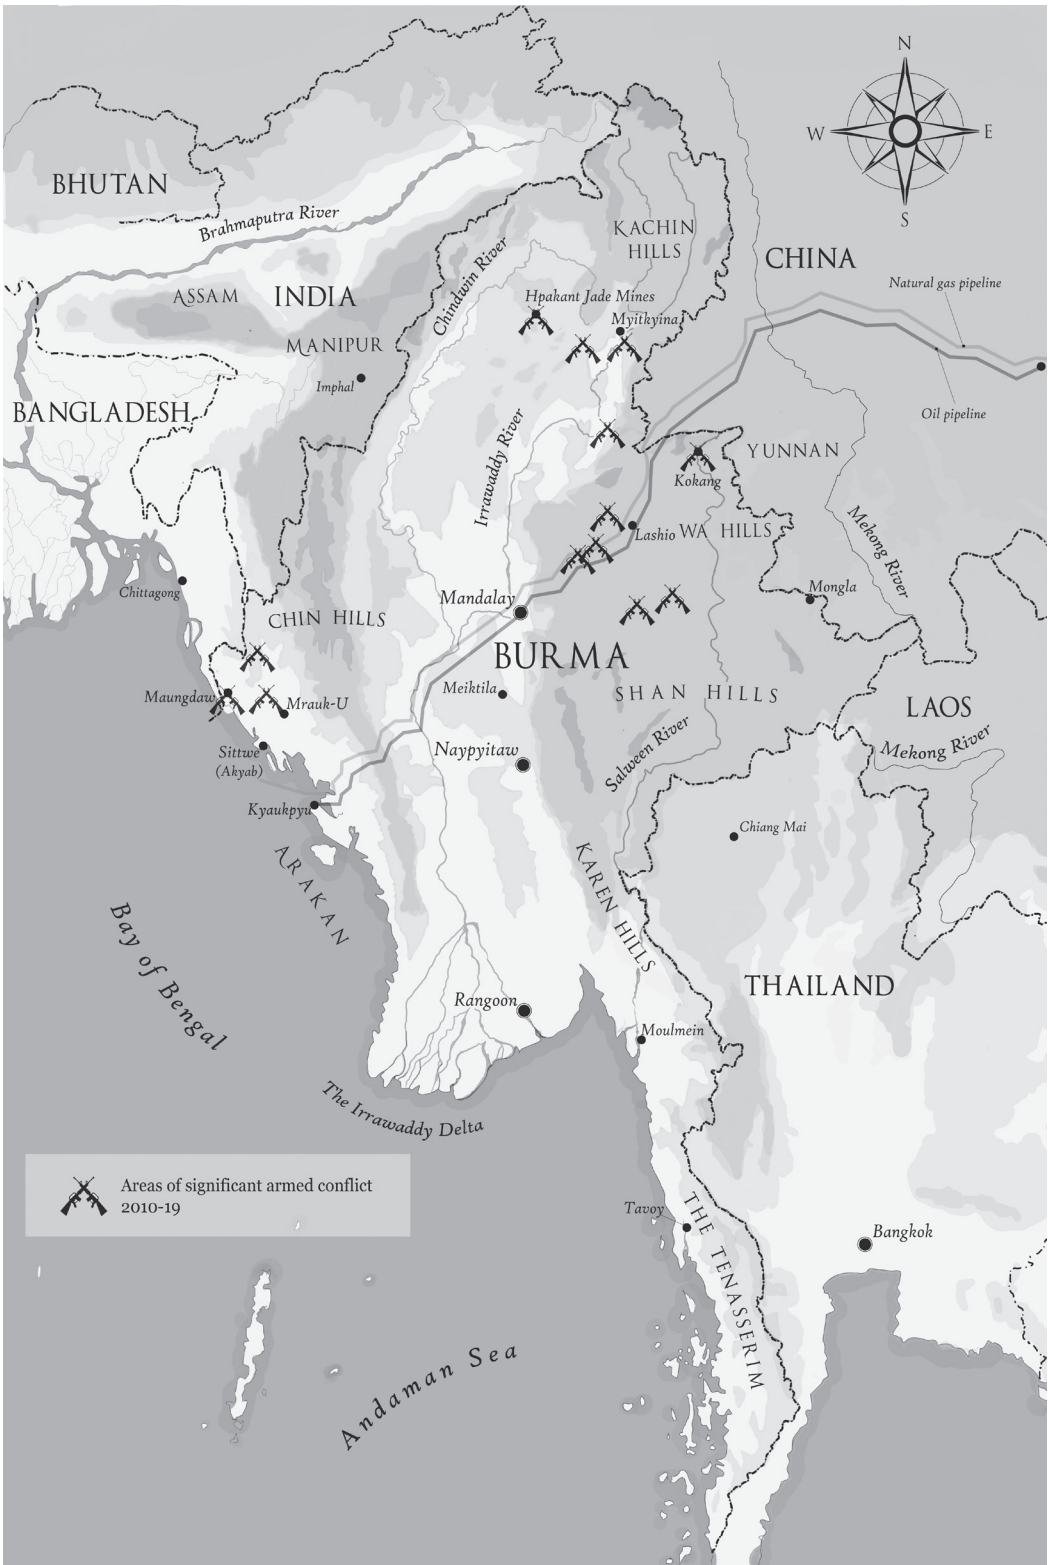 N
W
E
S
BHUTAN
Brahmaputra River
KACHIN
HILLS
CHINA
Chindwin River
Natural gas pipeline
ASSAM
INDIA
Hpakant Jade Mines
Myitkyina
MANIPUR
Imphal
Oil pipeline
BANGLADESH
Irrawaddy River
YUNNAN
Kokang
Mekong River
Lashio
WA HILLS
Chittagong
Mongla
Mandalay
CHIN HILLS
BURMA
Meiktila
SHAN HILLS
Maungdaw
Mrauk-U
LAOS
Sittwe
(Akyab)
Naypyitaw
Salween River
Mekong River
Kyaukpyu
Chiang Mai
ARAKAN
KAREN HILLS
Bay of Bengal
THAILAND
Rangoon
Moulmein
The Irrawaddy Delta
Areas of significant armed conflict
2010-19
Tavoy
THE TENASSERIM
Bangkok
Andaman Sea